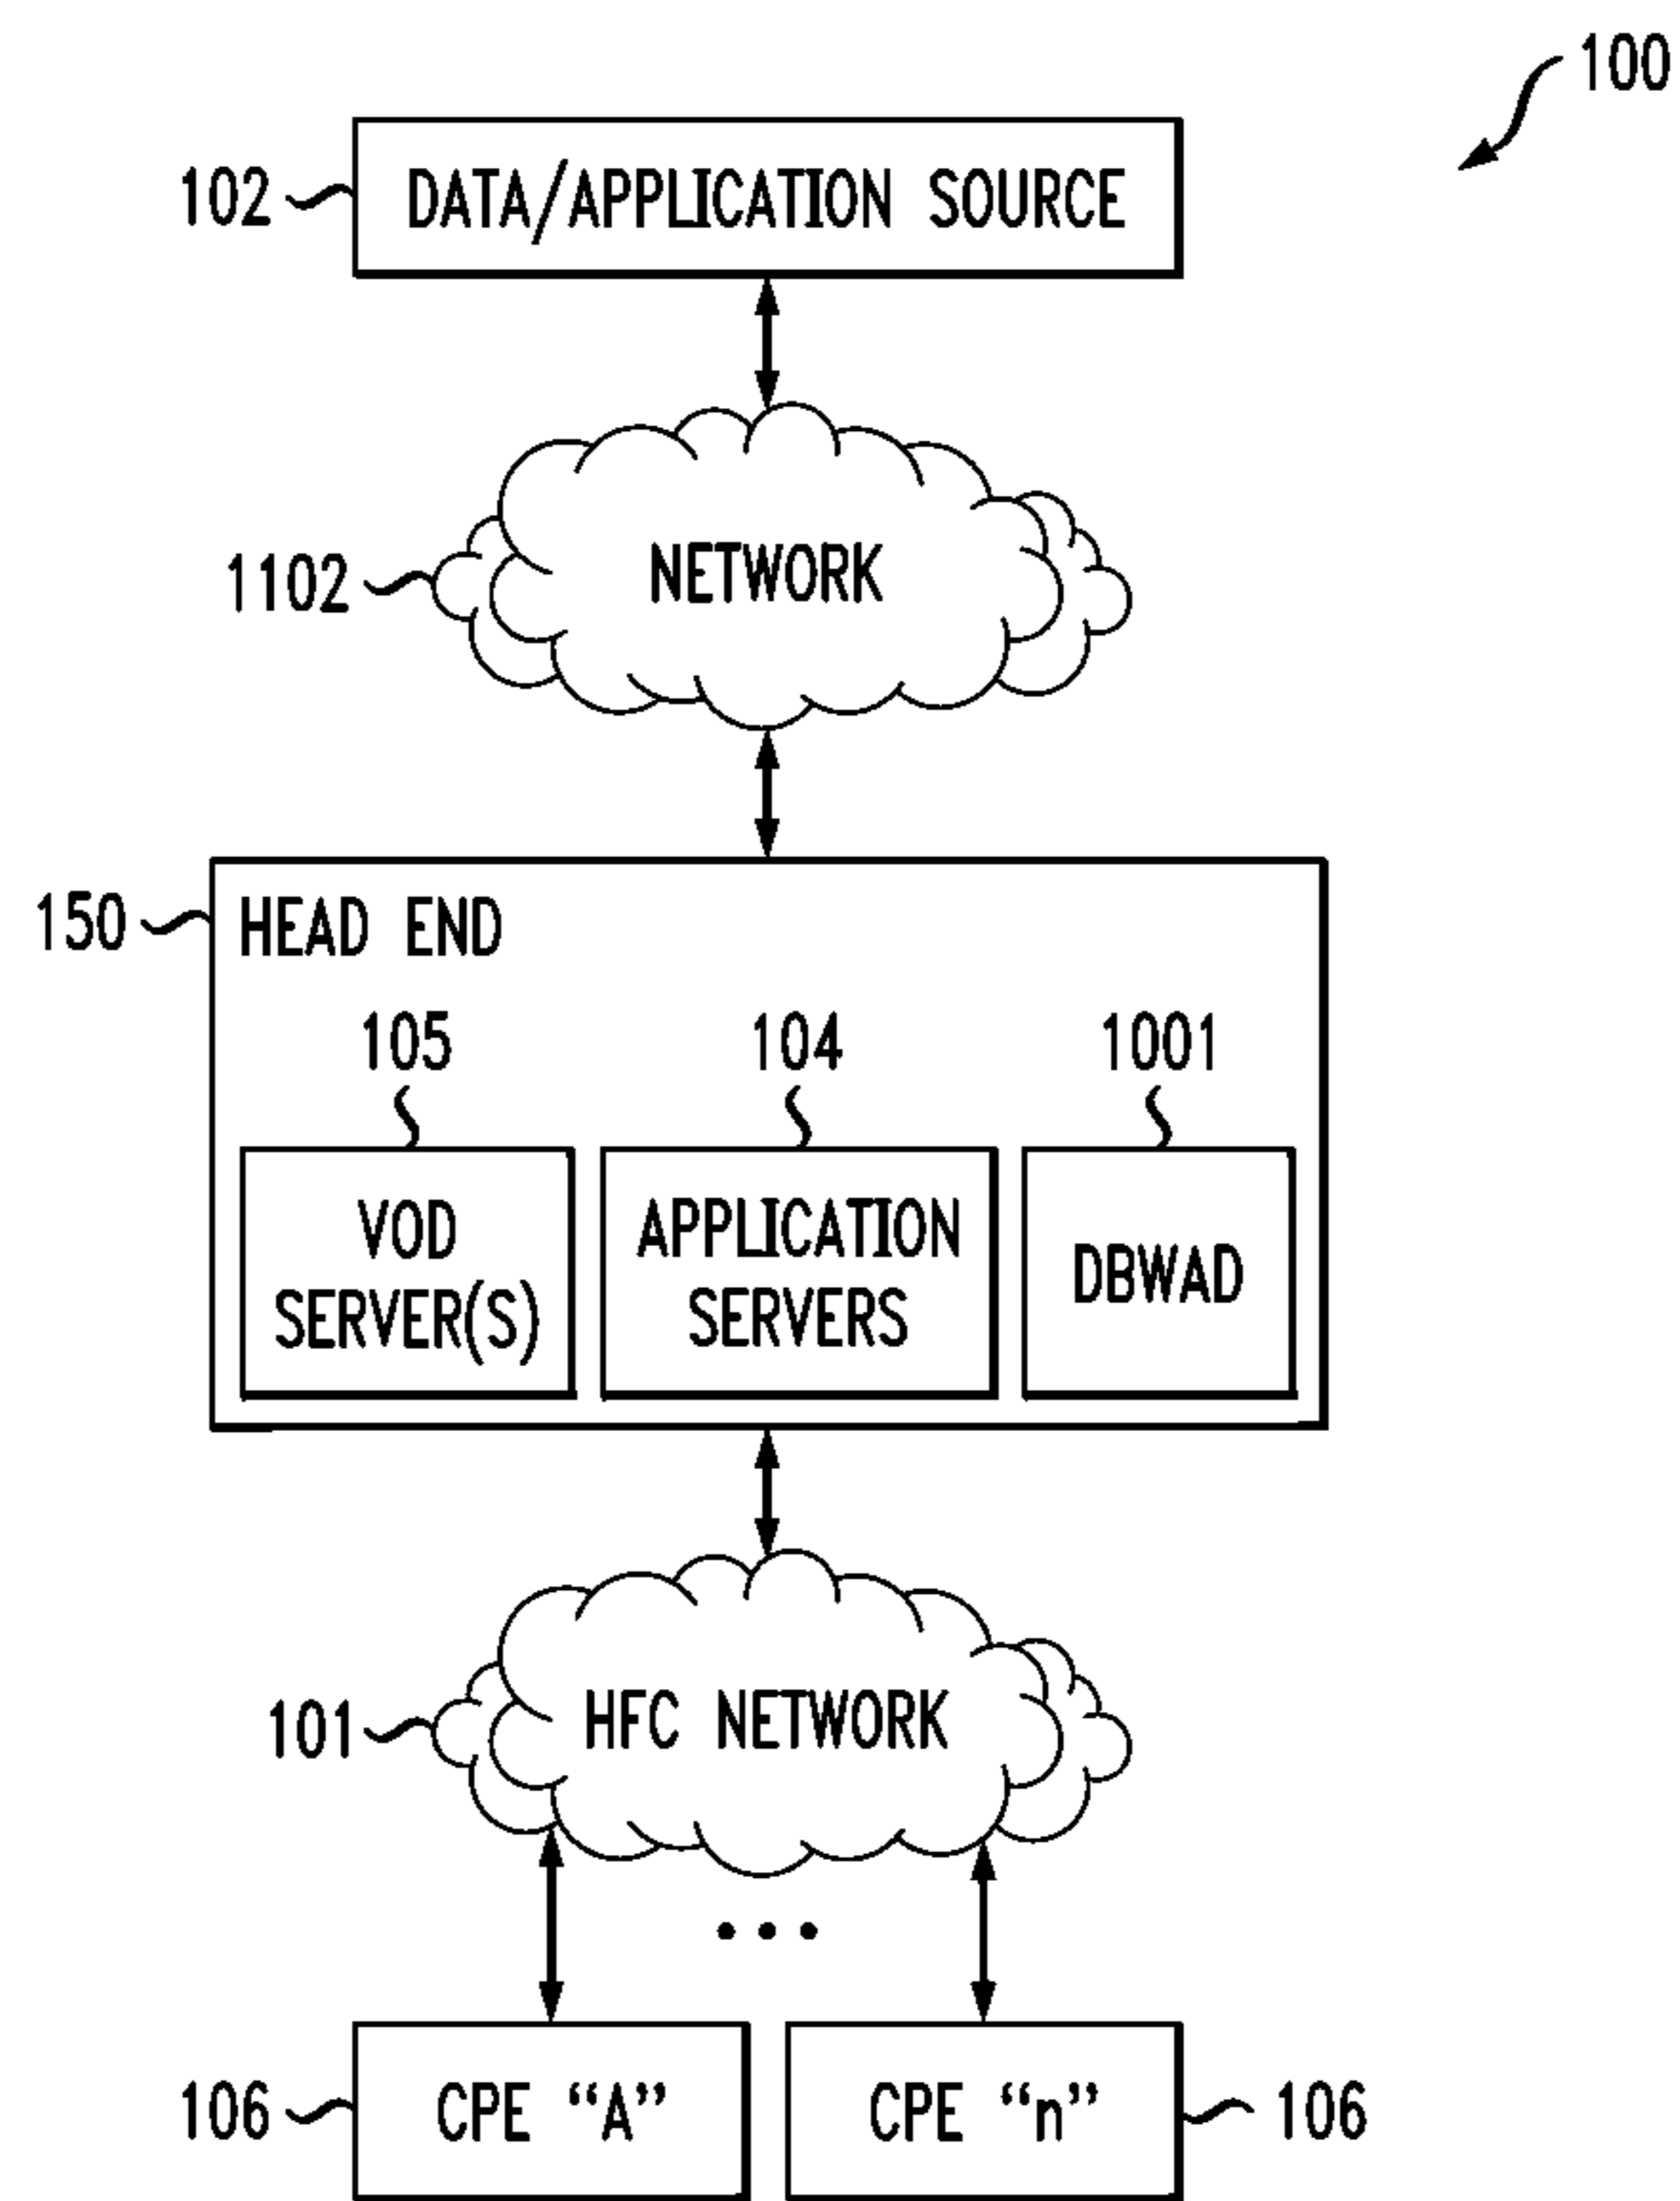 100
102
DATA/APPLICATION SOURCE
1102
NETWORK
150
HEAD END
105
104
1001
VOD
SERVER(S)
APPLICATION
SERVERS
DBWAD
101
HFC NETWORK
• • •
106
CPE “A”
CPE “n”
106